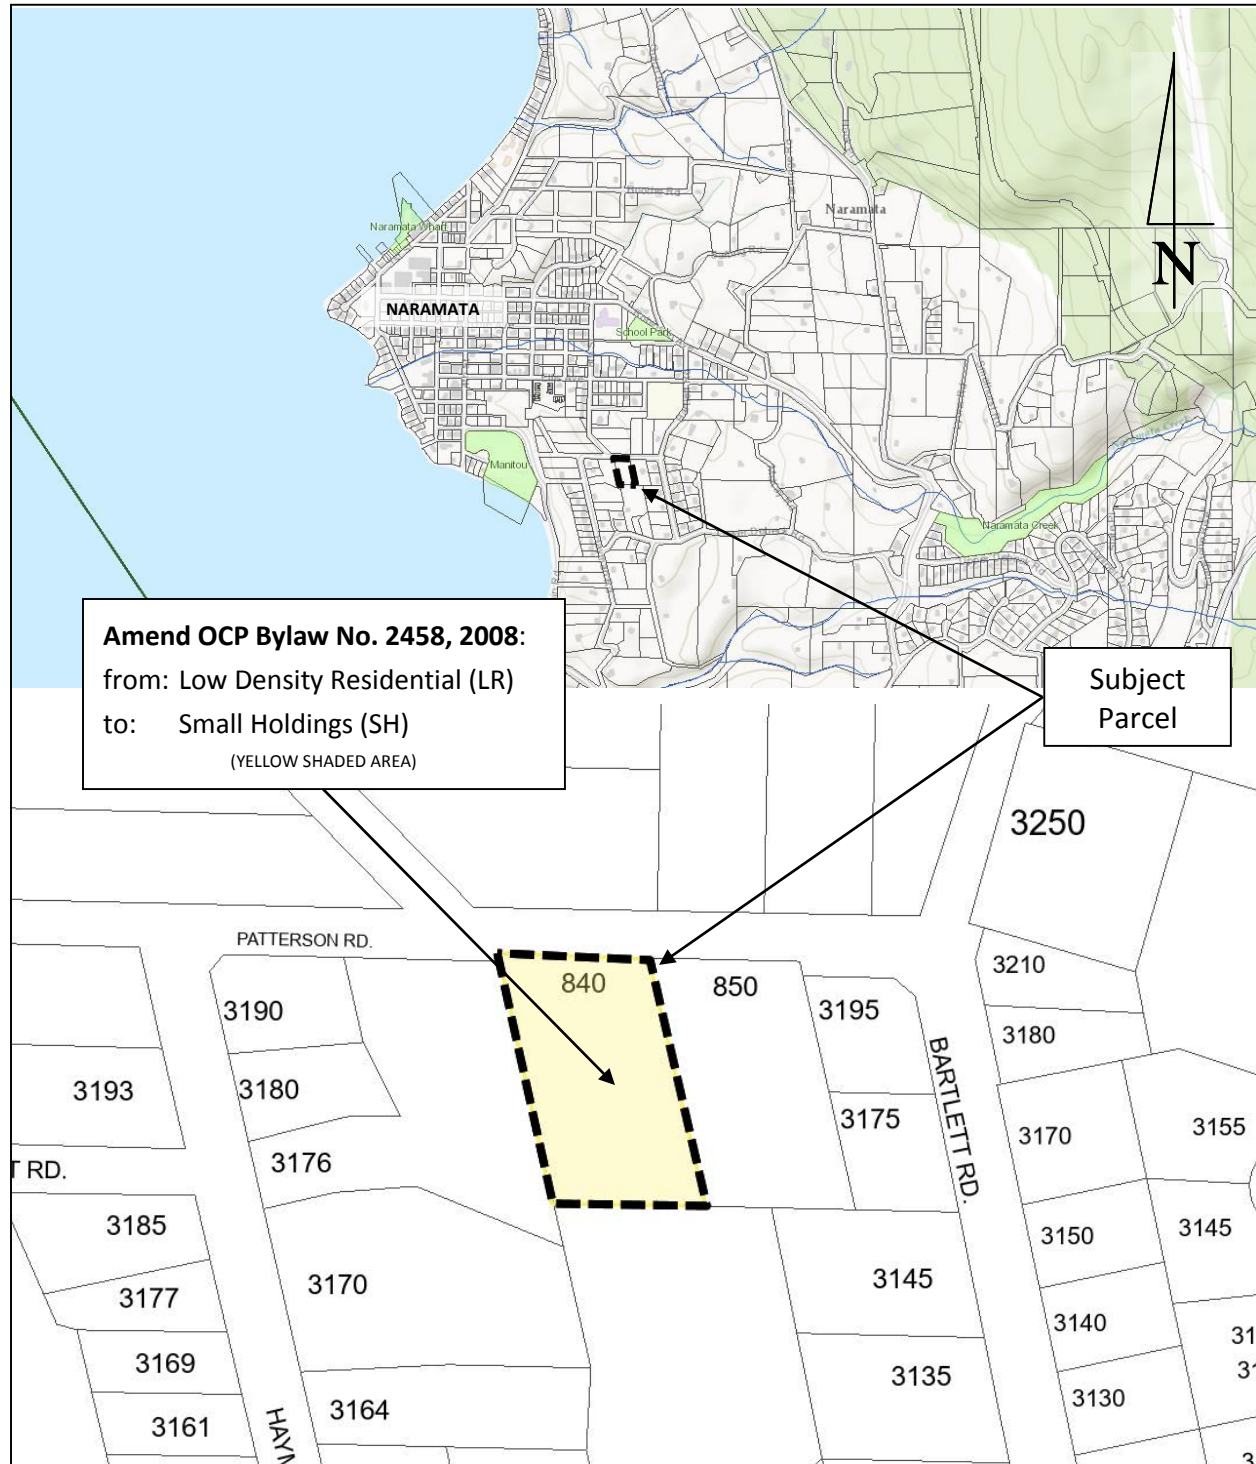 Naramata Wharf
Naramata
N
NARAMATA
School Park
Manitou
Naramata Creek
Naramata Creek
Amend OCP Bylaw No. 2458, 2008:
from: Low Density Residential (LR)
to: Small Holdings (SH)
(YELLOW SHADED AREA)
Subject
Parcel
3250
PATTERSON RD.
840
850
3210
3190
3195
3180
3193
3180
BARTLETT RD.
3175
3170
3155
3176
T RD.
3185
3150
3145
3170
3145
3177
3140
3169
3135
3130
3164
3161